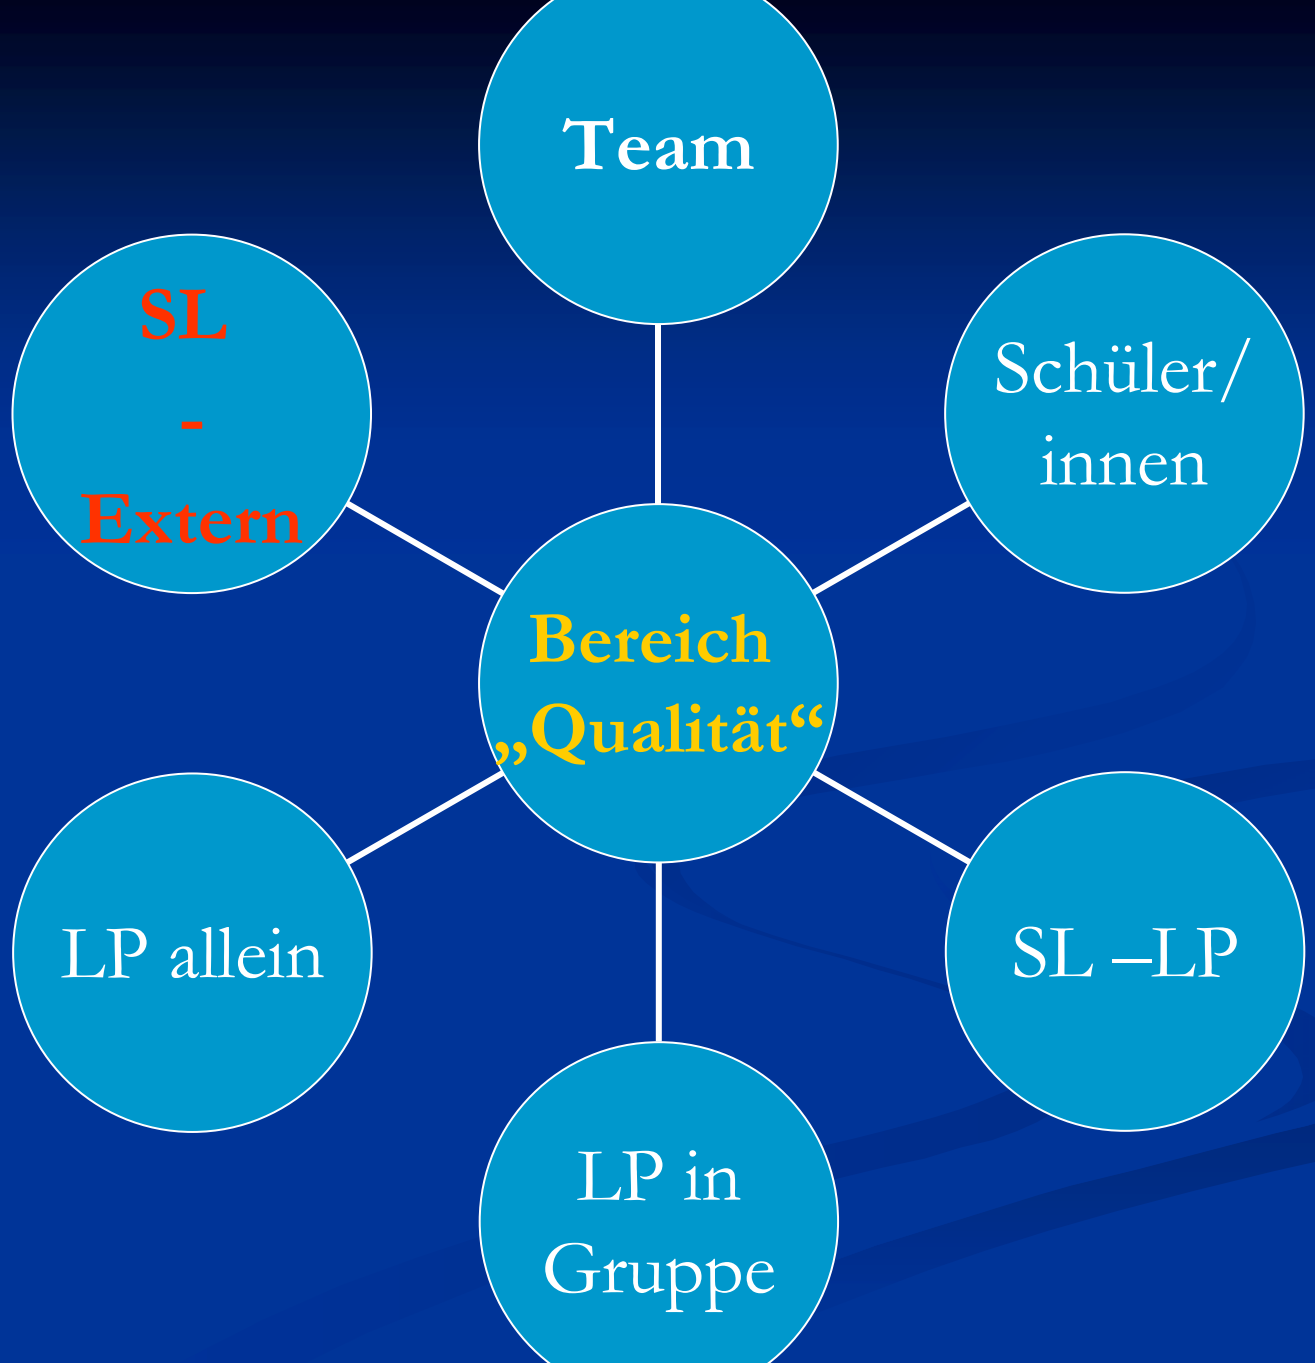 Team
SL
-
Extern
Schüler/
innen
Bereich
„Qualität“
LP allein
SL –LP
LP in
Gruppe